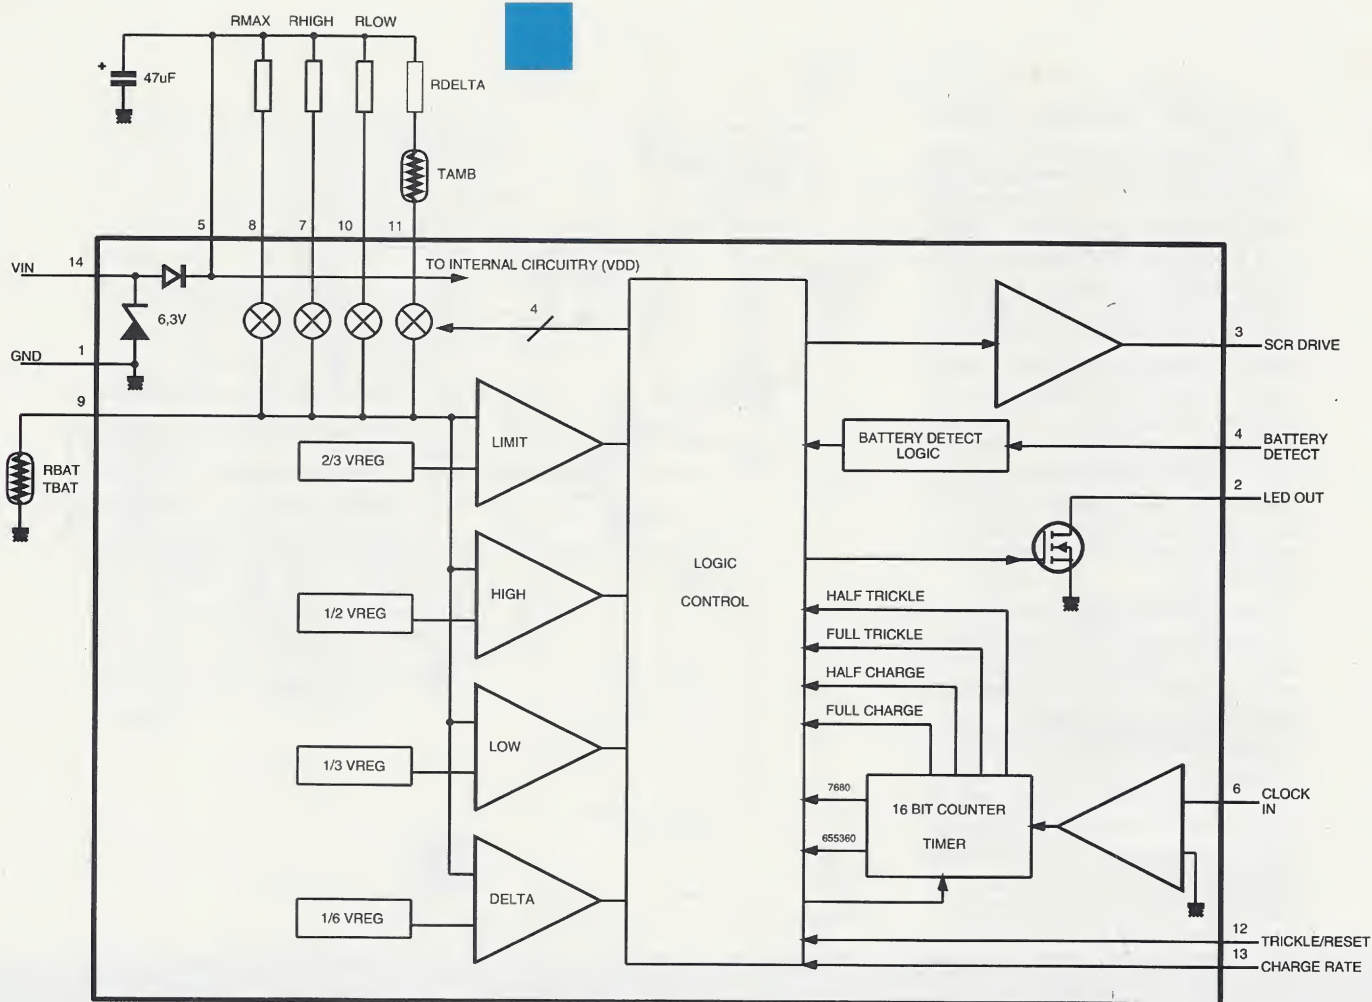 RMAX RHIGH RLOW
+ 47uF
RDELTA
TAMB
5 8 7 10 11
VIN 14
TO INTERNAL CIRCUITRY (VDD)
6,3V
4
GND 1
3 SCR DRIVE
9
LIMIT
2/3 VREG
BATTERY DETECT
LOGIC
4 BATTERY
DETECT
RBAT
TBAT
2 LED OUT
HIGH
1/2 VREG
LOGIC
CONTROL
HALF TRICKLE
FULL TRICKLE
HALF CHARGE
FULL CHARGE
LOW
1/3 VREG
7680
16 BIT COUNTER
TIMER
655360
6 CLOCK
IN
DELTA
1/6 VREG
12 TRICKLE/RESET
13 CHARGE RATE